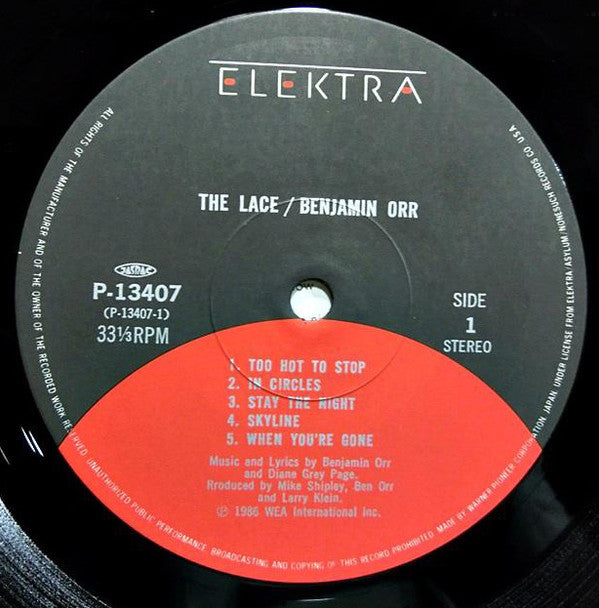 ELEKTRA
THE LACE / BENJAMIN ORR
JASRAC
P-13407
(P-13407-1)
33⅓RPM
SIDE
1
STEREO
1. TOO HOT TO STOP
2. IN CIRCLES
3. STAY THE NIGHT
4. SKYLINE
5. WHEN YOU'RE GONE
Music and Lyrics by Benjamin Orr
and Diane Grey Page.
Produced by Mike Shipley, Ben Orr
and Larry Klein.
℗ 1986 WEA International Inc.
ALL RIGHTS OF THE MANUFACTURER AND OF THE OWNER OF THE RECORDED WORK RESERVED. UNAUTHORIZED PUBLIC PERFORMANCE, BROADCASTING AND COPYING OF THIS RECORD PROHIBITED. MADE BY WARNER-PIONEER CORPORATION JAPAN. UNDER LICENSE FROM ELEKTRA/ASYLUM/NONESUCH RECORDS CO USA